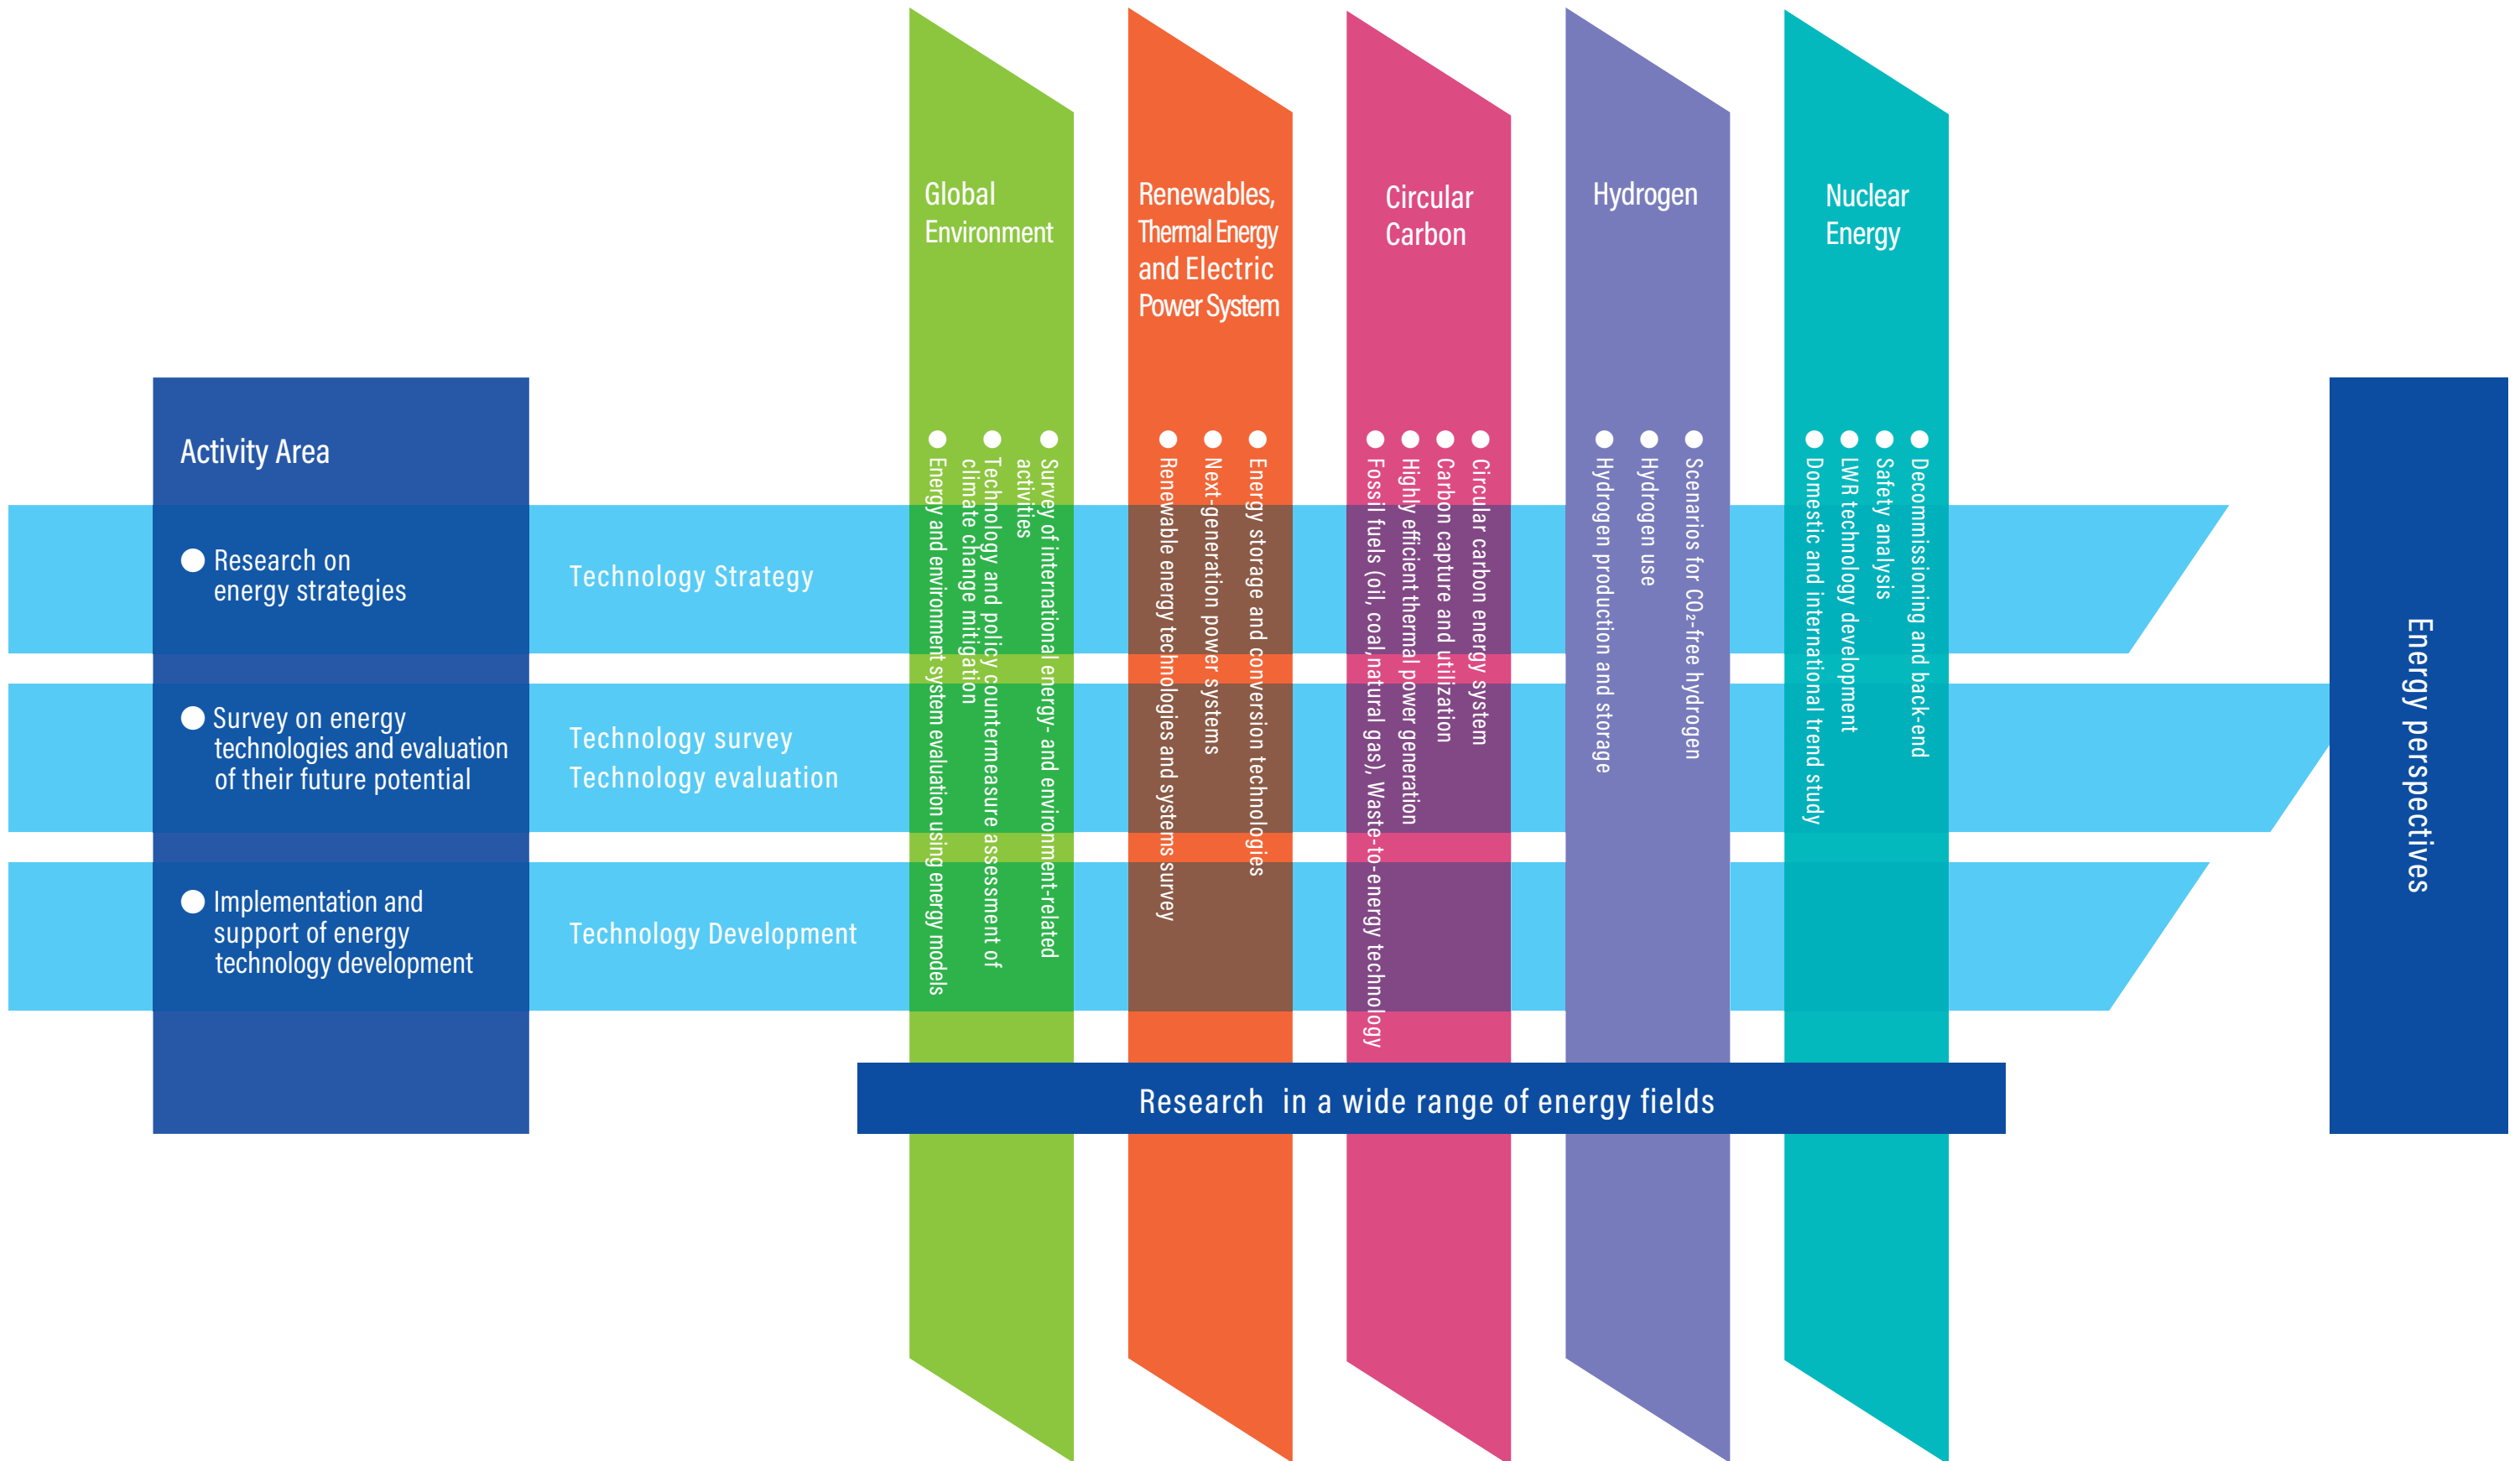 Global
Environment
Renewables,
Thermal Energy
and Electric
Power System
Circular
Carbon
Hydrogen
Nuclear
Energy
Activity Area
● Research on
energy strategies
● Survey on energy
technologies and evaluation
of their future potential
● Implementation and
support of energy
technology development
Technology Strategy
Technology survey
Technology evaluation
Technology Development
● Survey of international energy- and environment-related
activities
● Technology and policy countermeasure assessment of
climate change mitigation
● Energy and environment system evaluation using energy models
● Energy storage and conversion technologies
● Next-generation power systems
● Renewable energy technologies and systems survey
● Circular carbon energy system
● Carbon capture and utilization
● Highly efficient thermal power generation
● Fossil fuels (oil, coal,natural gas), Waste-to-energy technology
● Scenarios for CO₂-free hydrogen
● Hydrogen use
● Hydrogen production and storage
● Decommissioning and back-end
● Safety analysis
● LWR technology development
● Domestic and international trend study
Research in a wide range of energy fields
Energy perspectives